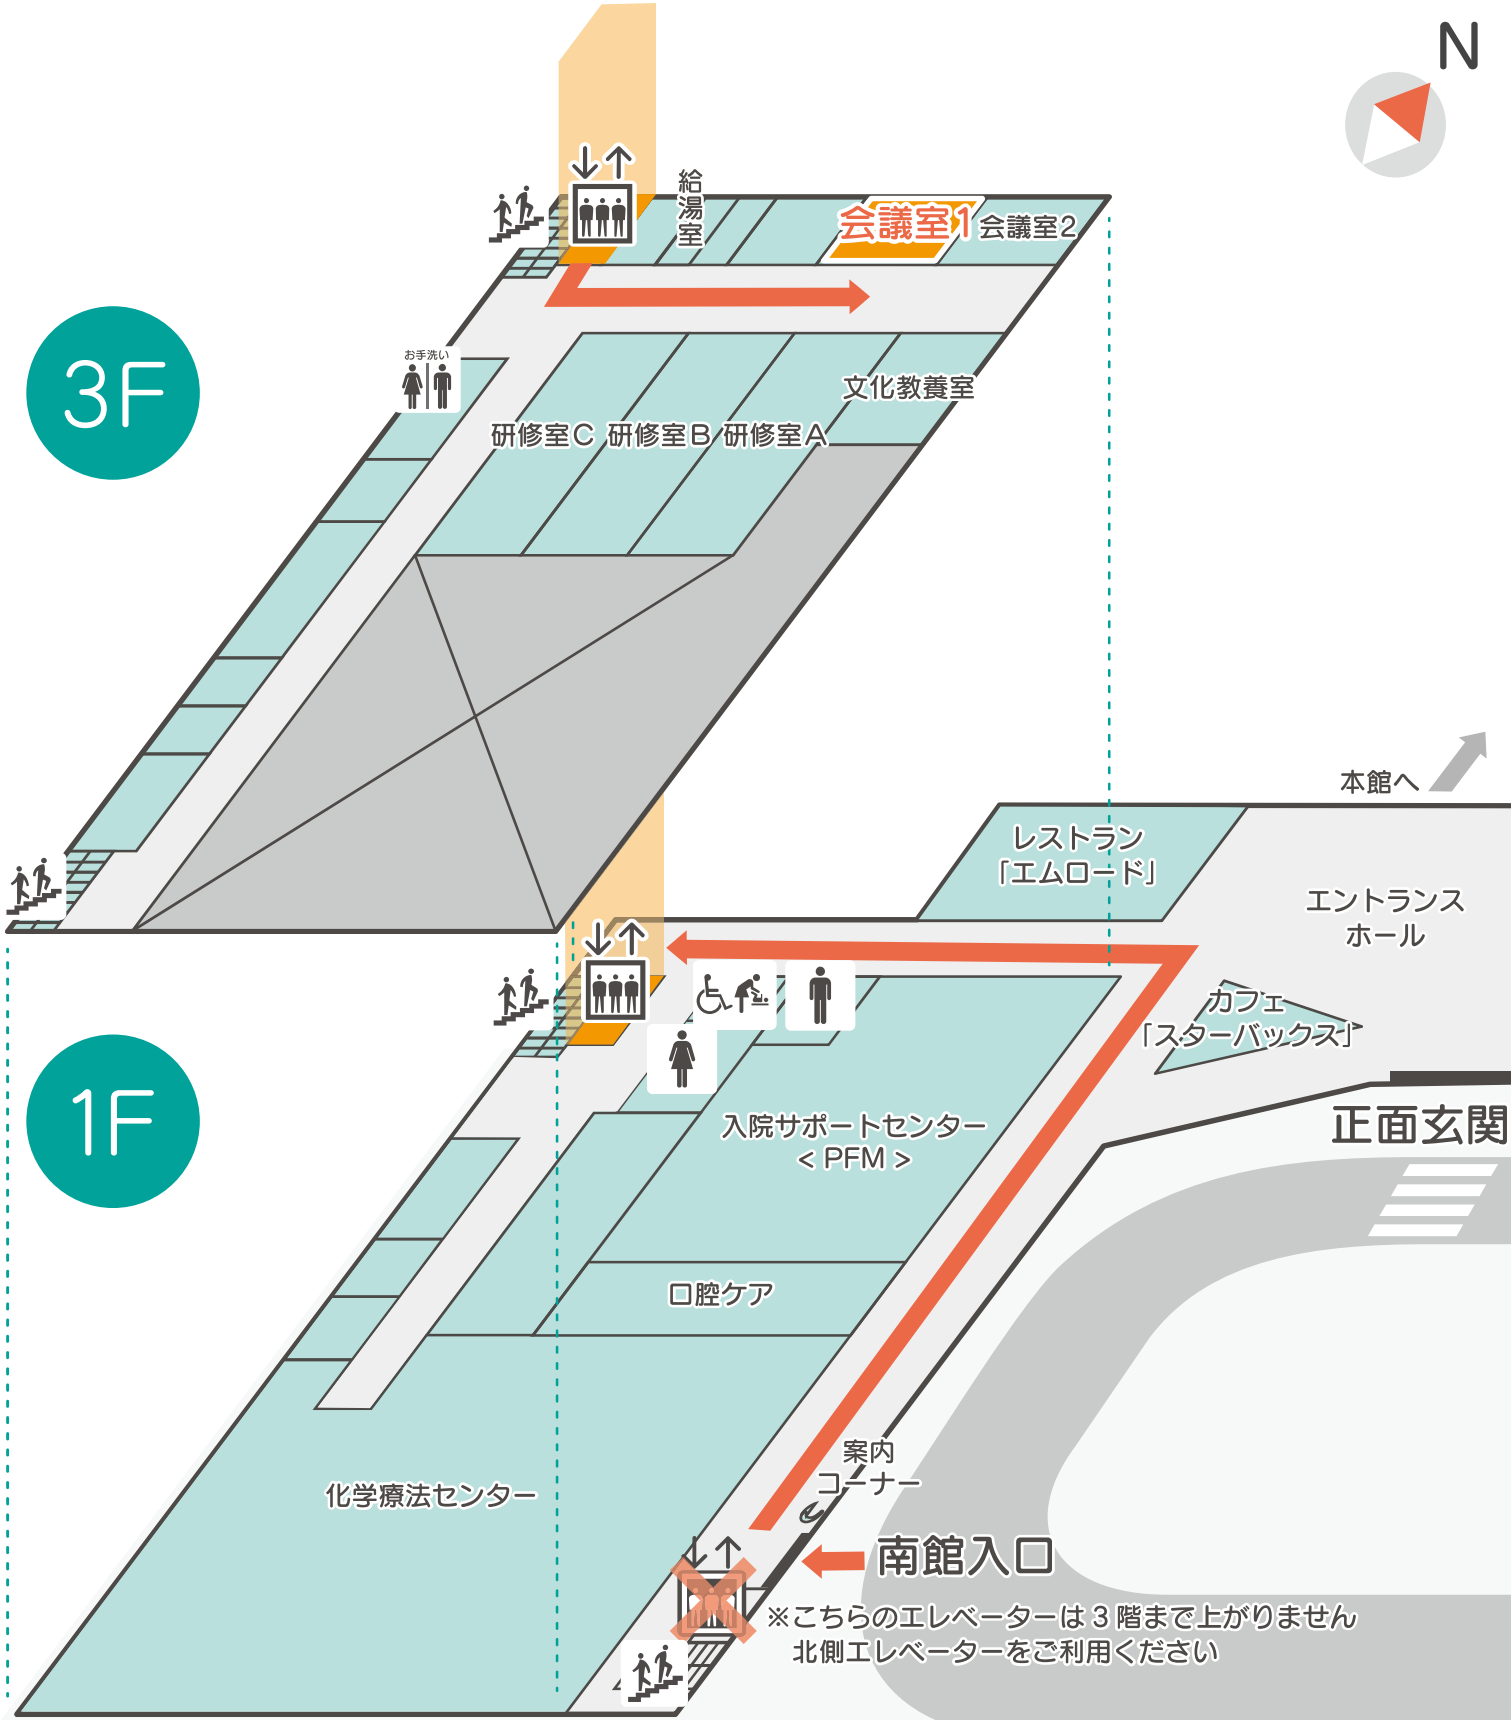 N
給湯室
会議室1
会議室2
3F
お手洗い
文化教養室
研修室C
研修室B
研修室A
本館へ
レストラン
「エムロード」
エントランス
ホール
カフェ
「スターバックス」
1F
正面玄関
入院サポートセンター
< PFM >
口腔ケア
案内
コーナー
化学療法センター
南館入口
※こちらのエレベーターは3階まで上がりません
北側エレベーターをご利用ください